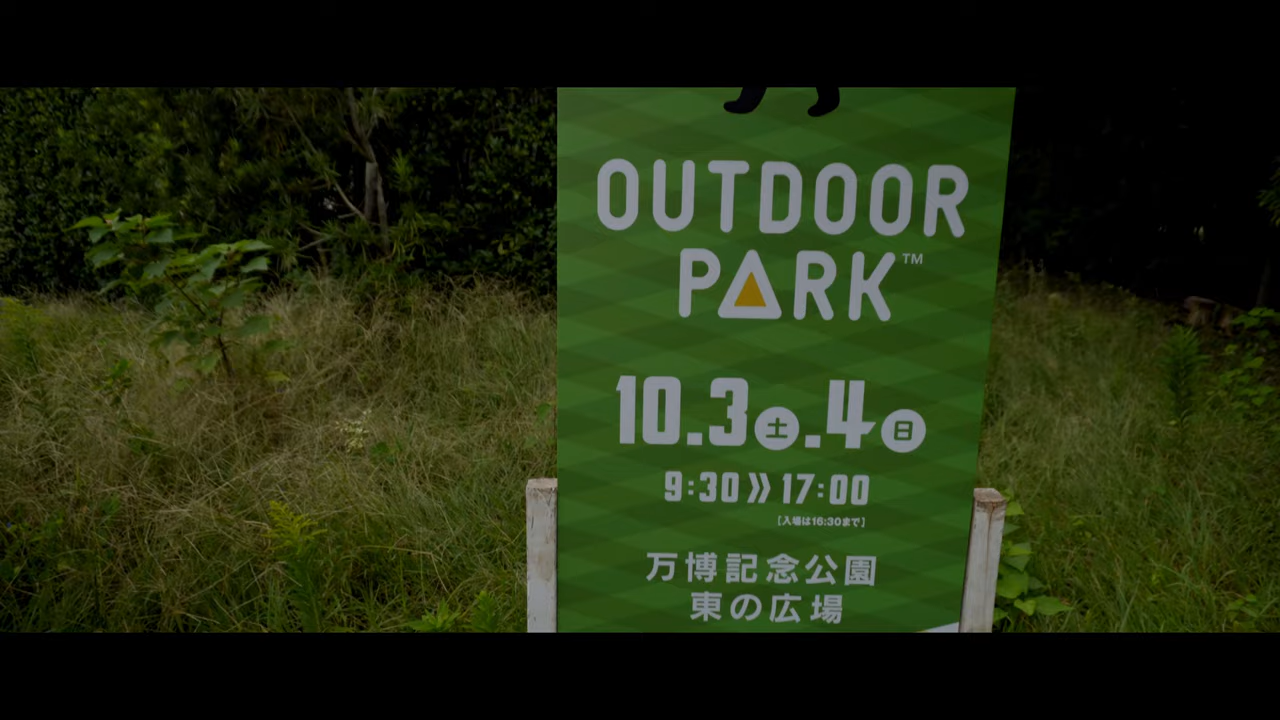 OUTDOOR
PARK™
10.3土.4日
9:30》17:00
[入場は16:30まで]
万博記念公園
東の広場